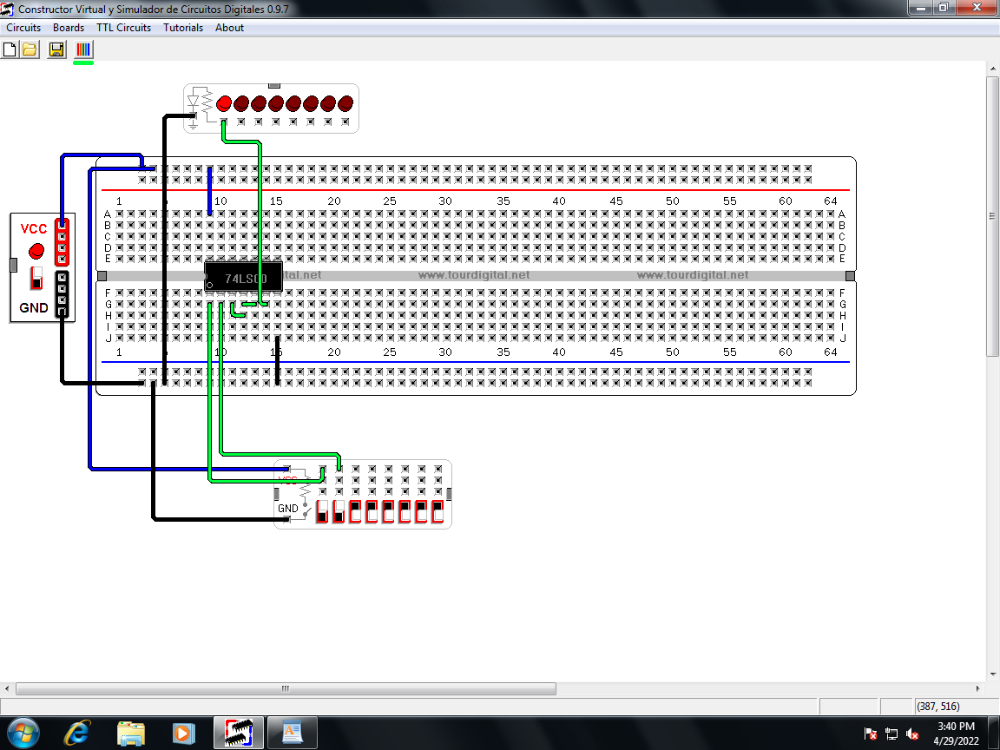 Constructor Virtual y Simulador de Circuitos Digitales 0.9.7
Circuits Boards TTL Circuits Tutorials About
1 10 15 20 25 30 35 40 45 50 55 60 64
A A
B B
C C
D D
E E
VCC
74LS00
ital.net www.tourdigital.net www.tourdigital.net
GND
F F
G G
H H
I I
J J
1 10 15 20 25 30 35 40 45 50 55 60 64
VCC
GND
(387, 516)
3:40 PM
4/29/2022